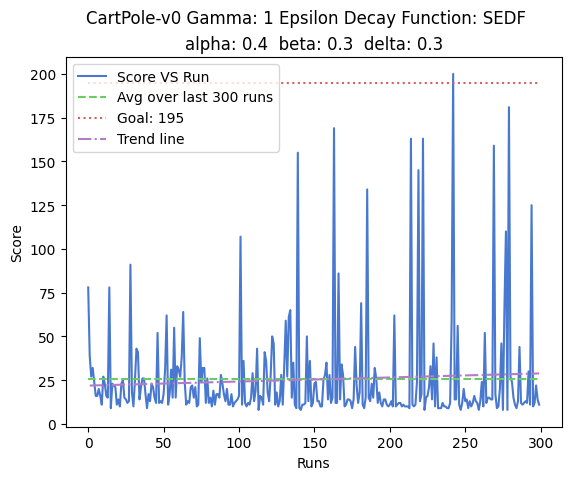 CartPole-v0 Gamma: 1 Epsilon Decay Function: SEDF
alpha: 0.4 beta: 0.3 delta: 0.3
Score VS Run
Avg over last 300 runs
Goal: 195
Trend line
200
175
150
125
100
75
50
25
0
Score
0
50
100
150
200
250
300
Runs